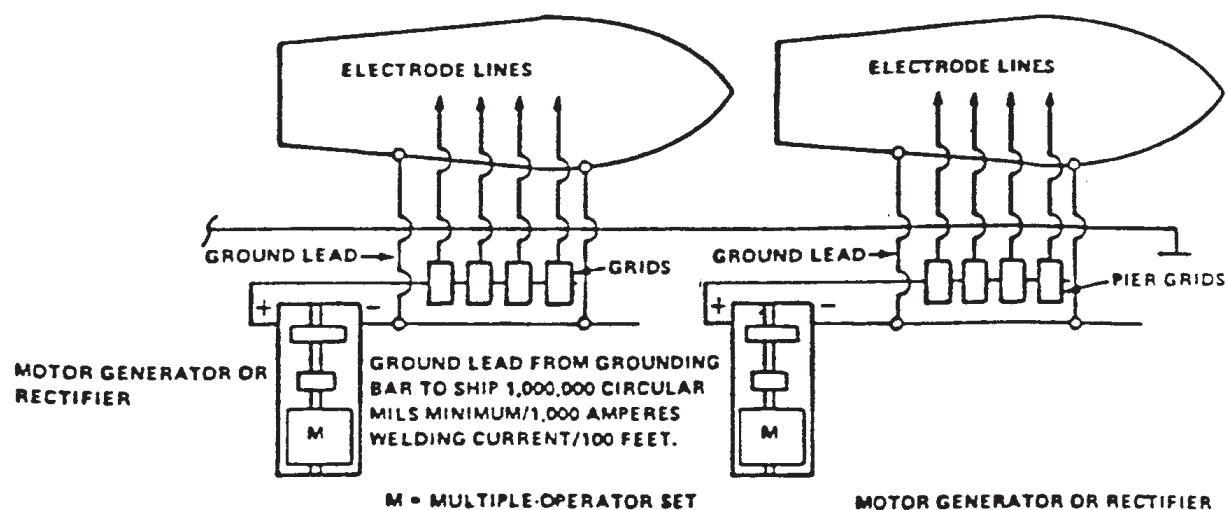 ELECTRODE LINES
ELECTRODE LINES
GROUND LEAD
GRIDS
GROUND LEAD
PIER GRIDS
+ −
+ −
MOTOR GENERATOR OR
RECTIFIER
GROUND LEAD FROM GROUNDING
BAR TO SHIP 1,000,000 CIRCULAR
MILS MINIMUM/1,000 AMPERES
WELDING CURRENT/100 FEET.
M
M
M = MULTIPLE-OPERATOR SET
MOTOR GENERATOR OR RECTIFIER